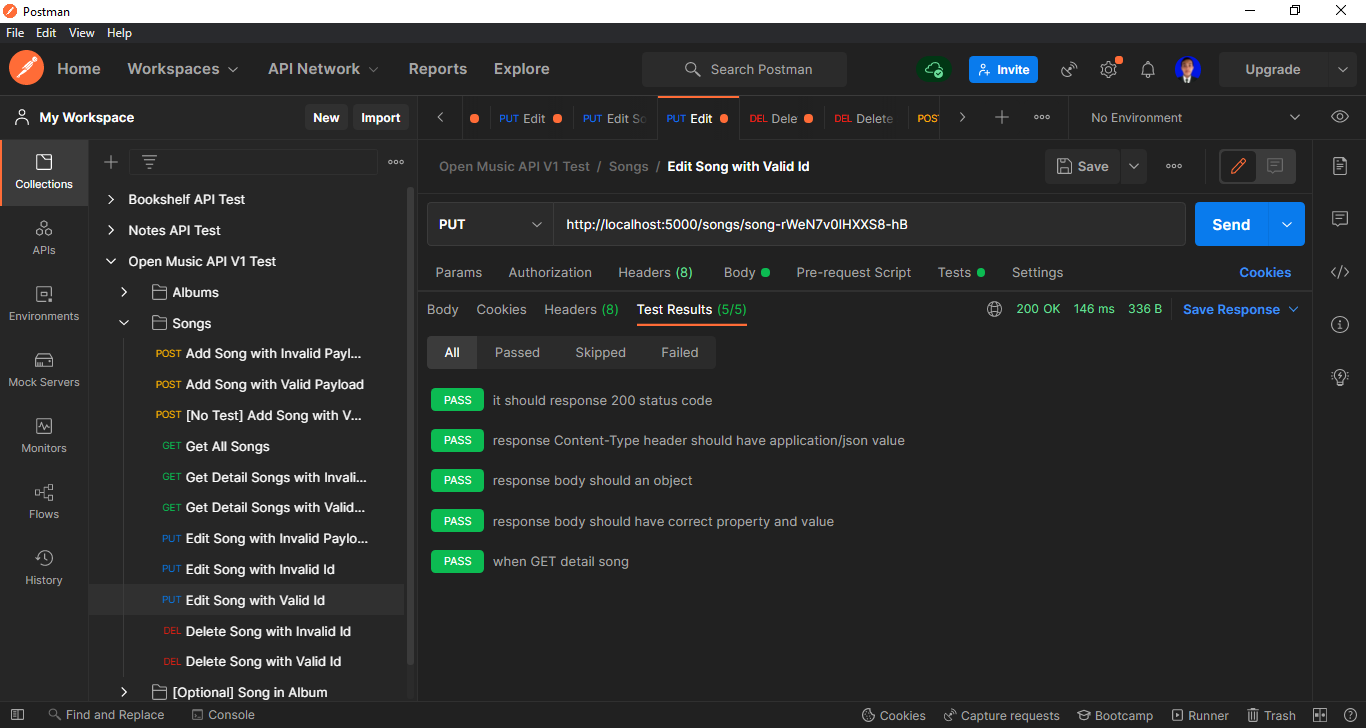 Postman
File Edit View Help
Home Workspaces API Network Reports Explore Search Postman Invite Upgrade
My Workspace New Import
PUT Edit PUT Edit So PUT Edit DEL Dele DEL Delete POS No Environment
Collections
APIs
Environments
Mock Servers
Monitors
Flows
History
Bookshelf API Test
Notes API Test
Open Music API V1 Test
Albums
Songs
POST Add Song with Invalid Payl...
POST Add Song with Valid Payload
POST [No Test] Add Song with V...
GET Get All Songs
GET Get Detail Songs with Invali...
GET Get Detail Songs with Valid...
PUT Edit Song with Invalid Paylo...
PUT Edit Song with Invalid Id
PUT Edit Song with Valid Id
DEL Delete Song with Invalid Id
DEL Delete Song with Valid Id
[Optional] Song in Album
Open Music API V1 Test / Songs / Edit Song with Valid Id Save
PUT http://localhost:5000/songs/song-rWeN7v0IHXXS8-hB Send
Params Authorization Headers (8) Body Pre-request Script Tests Settings Cookies
Body Cookies Headers (8) Test Results (5/5) 200 OK 146 ms 336 B Save Response
All Passed Skipped Failed
PASS it should response 200 status code
PASS response Content-Type header should have application/json value
PASS response body should an object
PASS response body should have correct property and value
PASS when GET detail song
Find and Replace Console Cookies Capture requests Bootcamp Runner Trash